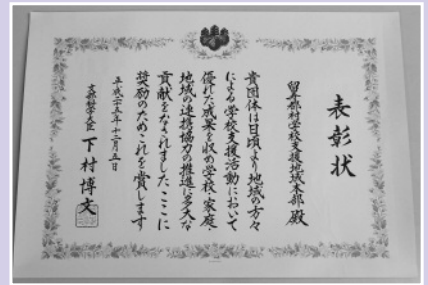 表彰状
留寿都村学校支援地域本部 殿
貴団体は日頃より地域の方々
による学校支援活動において
優れた成果を収め学校家庭
地域の連携協力の推進に多大な
貢献をなされました ここに
奨励のためこれを賞します
平成二十五年十二月五日
文部科学大臣 下村博文